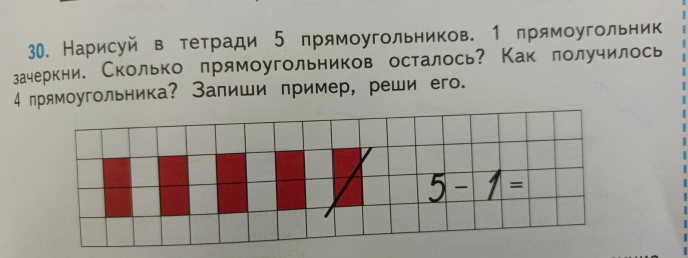 30. Нарисуй в тетради 5 прямоугольников. 1 прямоугольник
зачеркни. Сколько прямоугольников осталось? Как получилось
4 прямоугольника? Запиши пример, реши его.
5 - 1 =